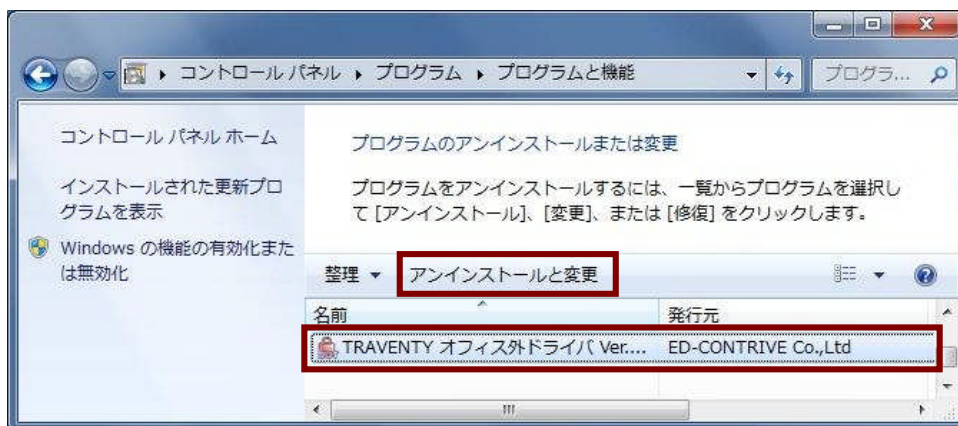 コントロール パネル ▸ プログラム ▸ プログラムと機能
プログラ...
コントロール パネル ホーム
インストールされた更新プロ
グラムを表示
Windows の機能の有効化また
は無効化
プログラムのアンインストールまたは変更
プログラムをアンインストールするには、一覧からプログラムを選択し
て [アンインストール]、[変更]、または [修復] をクリックします。
整理 ▼ アンインストールと変更
名前 発行元
TRAVENTY オフィス外ドライバ Ver.... ED-CONTRIVE Co.,Ltd